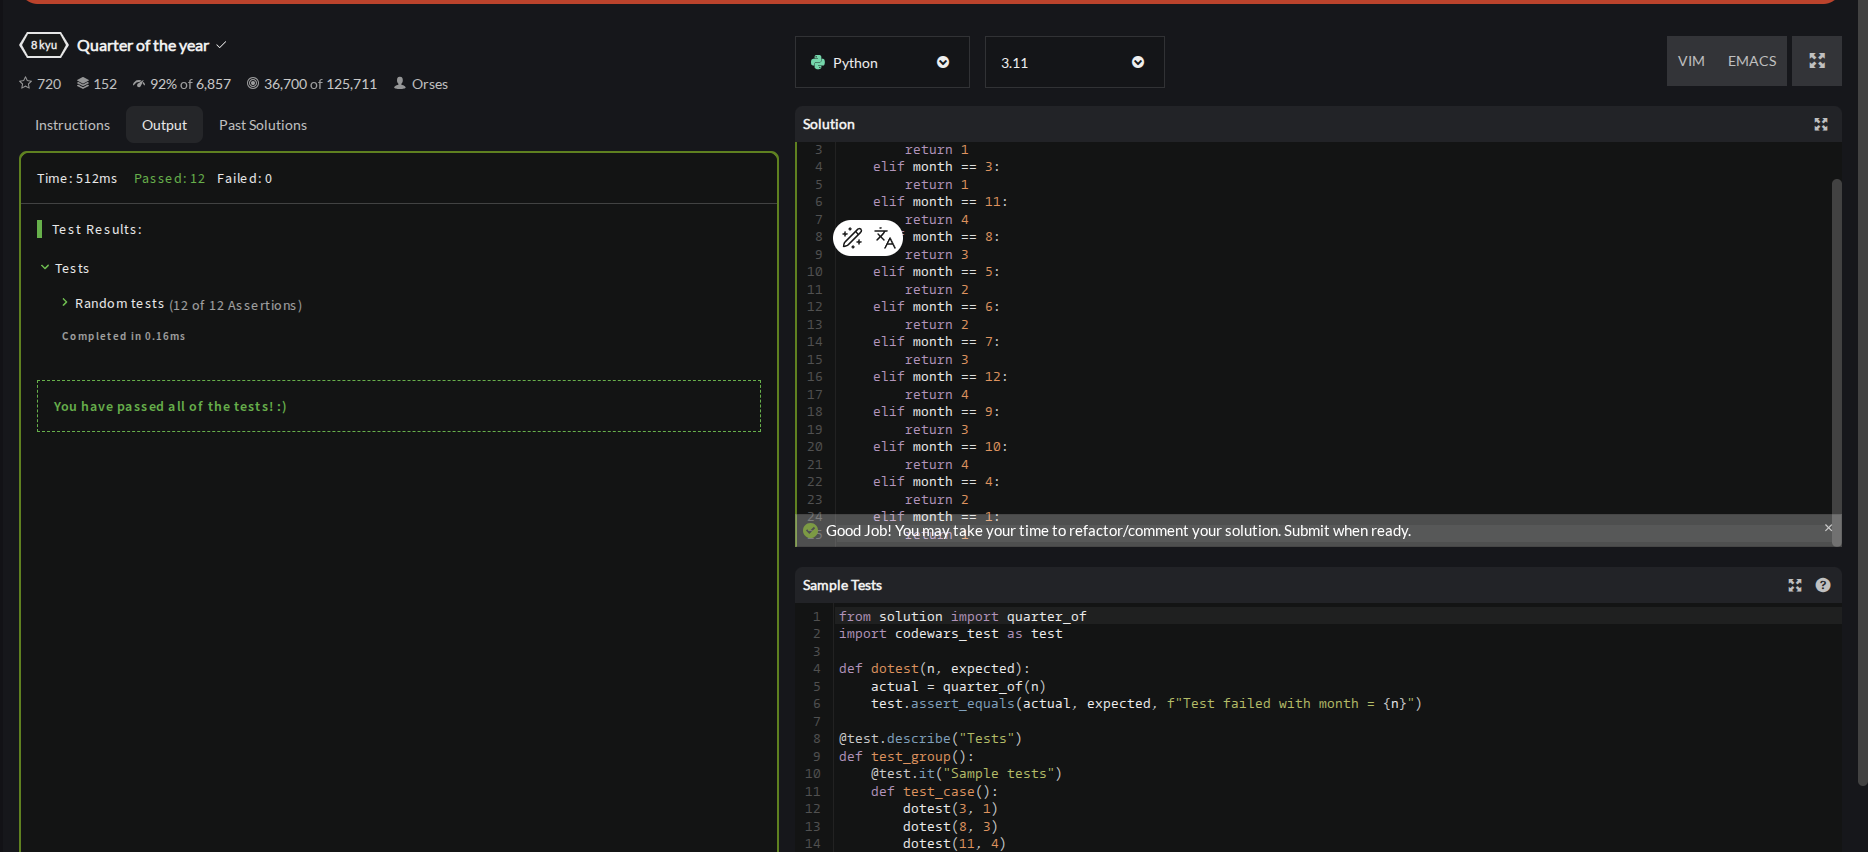 8 kyu Quarter of the year
720 152 92% of 6,857 36,700 of 125,711 Orses
Instructions Output Past Solutions
Time: 512ms Passed: 12 Failed: 0
Test Results:
Tests
Random tests (12 of 12 Assertions)
Completed in 0.16ms
You have passed all of the tests! :)
Python 3.11 VIM EMACS
Solution
3 return 1
4 elif month == 3:
5 return 1
6 elif month == 11:
7 return 4
8 month == 8:
9 return 3
10 elif month == 5:
11 return 2
12 elif month == 6:
13 return 2
14 elif month == 7:
15 return 3
16 elif month == 12:
17 return 4
18 elif month == 9:
19 return 3
20 elif month == 10:
21 return 4
22 elif month == 4:
23 return 2
24 elif month == 1:
Good Job! You may take your time to refactor/comment your solution. Submit when ready.
Sample Tests
1 from solution import quarter_of
2 import codewars_test as test
3
4 def dotest(n, expected):
5 actual = quarter_of(n)
6 test.assert_equals(actual, expected, f"Test failed with month = {n}")
7
8 @test.describe("Tests")
9 def test_group():
10 @test.it("Sample tests")
11 def test_case():
12 dotest(3, 1)
13 dotest(8, 3)
14 dotest(11, 4)